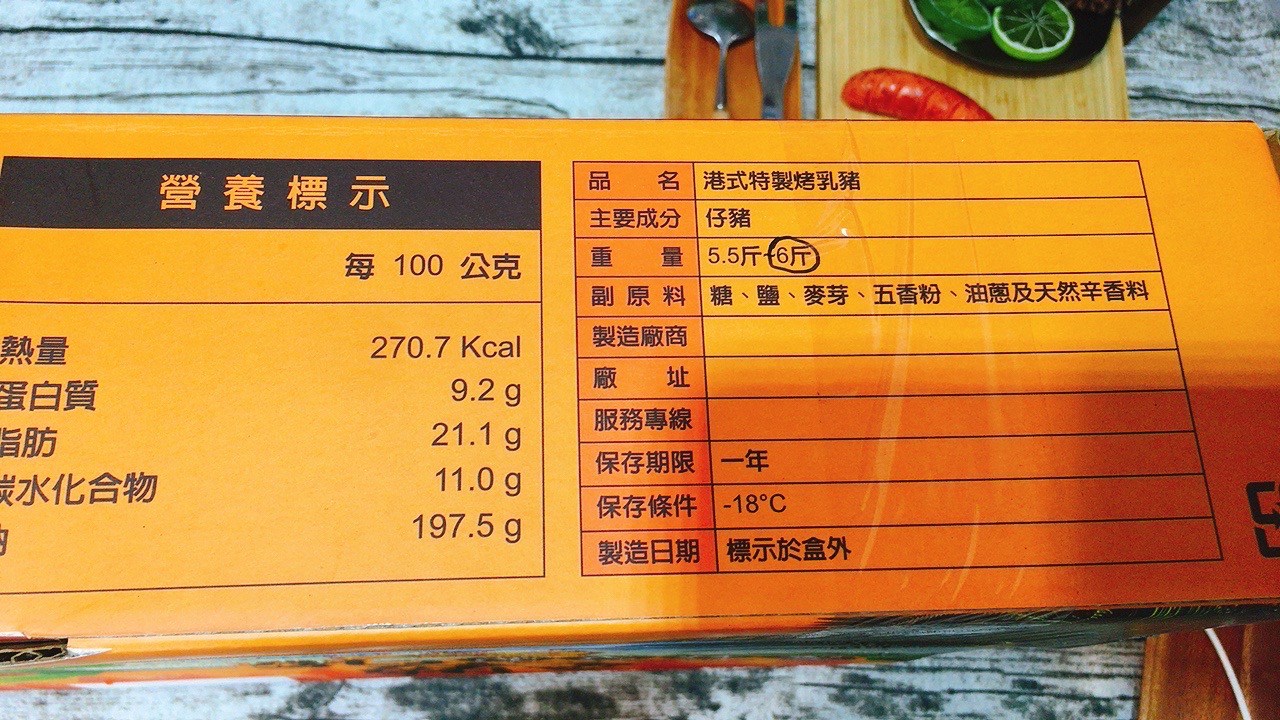 營養標示
每 100 公克
熱量 270.7 Kcal
蛋白質 9.2 g
脂肪 21.1 g
碳水化合物 11.0 g
鈉 197.5 g
品名 港式特製烤乳豬
主要成分 仔豬
重量 5.5斤-6斤
副原料 糖、鹽、麥芽、五香粉、油蔥及天然辛香料
製造廠商
廠址
服務專線
保存期限 一年
保存條件 -18°C
製造日期 標示於盒外